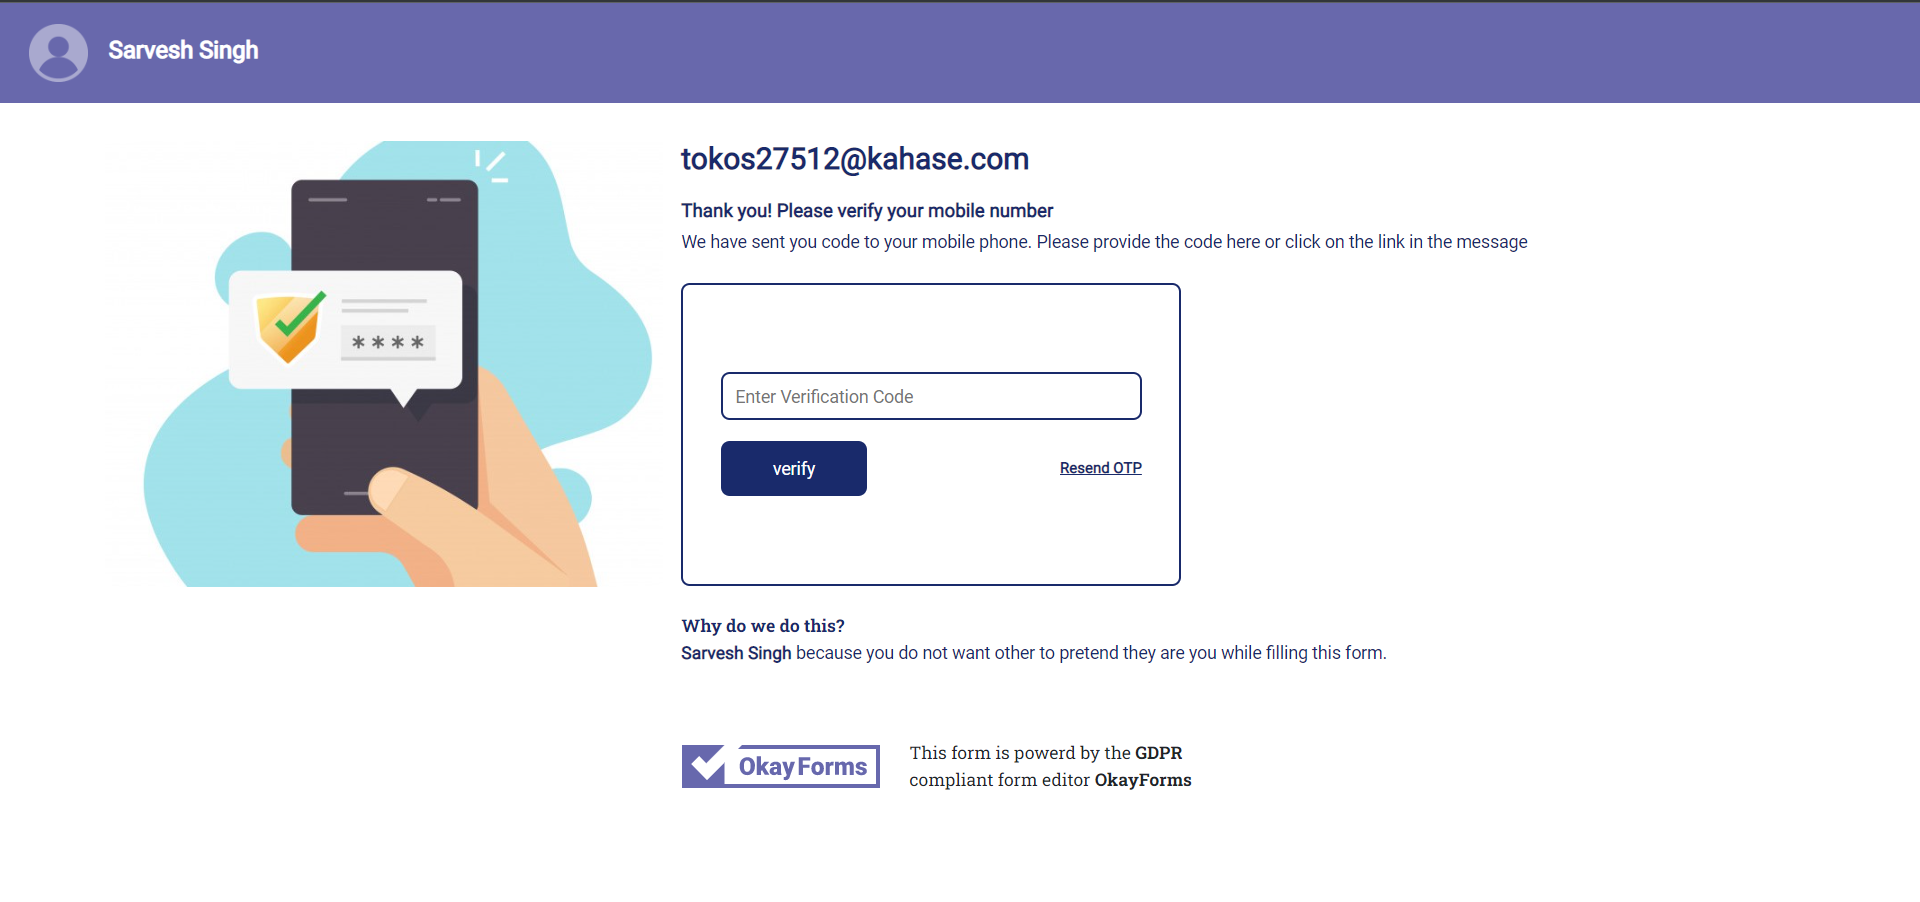 Sarvesh Singh
tokos27512@kahase.com
Thank you! Please verify your mobile number
We have sent you code to your mobile phone. Please provide the code here or click on the link in the message
* * * *
Enter Verification Code
verify
Resend OTP
Why do we do this?
Sarvesh Singh because you do not want other to pretend they are you while filling this form.
OkayForms
This form is powerd by the GDPR
compliant form editor OkayForms